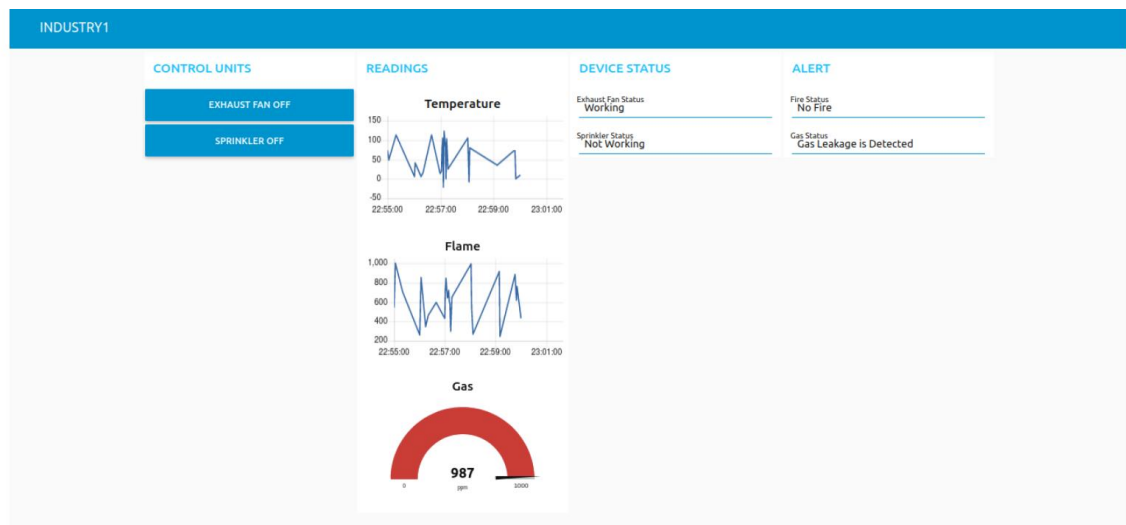 INDUSTRY1
CONTROL UNITS
EXHAUST FAN OFF
SPRINKLER OFF
READINGS
Temperature
150
100
50
0
-50
22:55:00 22:57:00 22:59:00 23:01:00
Flame
1,000
800
600
400
200
22:55:00 22:57:00 22:59:00 23:01:00
Gas
987
0 ppm 1000
DEVICE STATUS
Exhaust Fan Status
Working
Sprinkler Status
Not Working
ALERT
Fire Status
No Fire
Gas Status
Gas Leakage is Detected